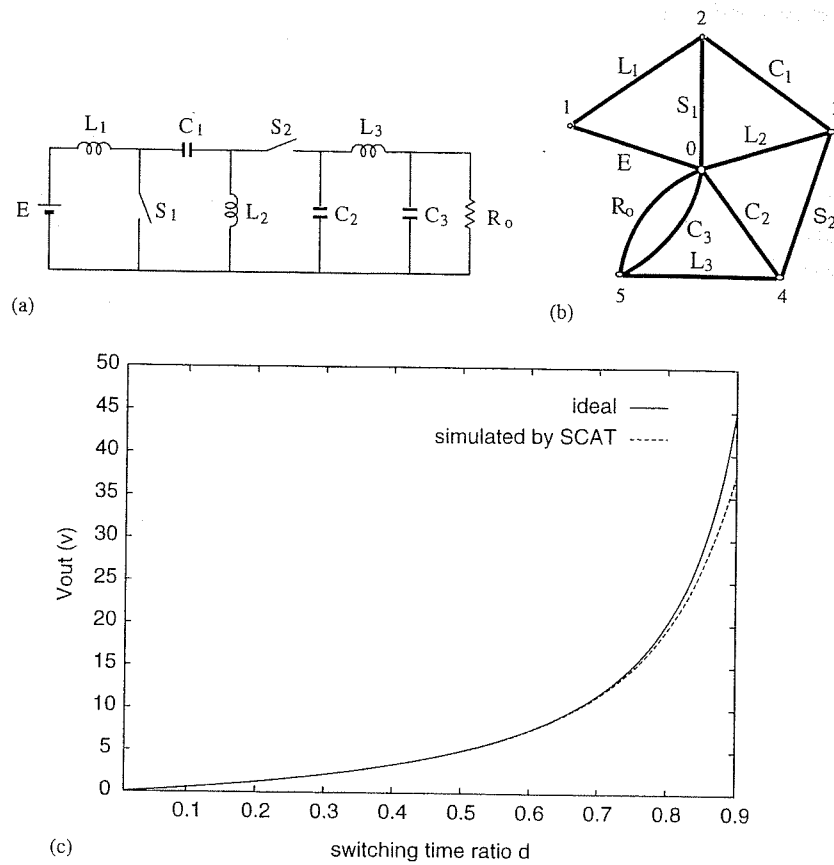 L1
C1
S2
L3
E
S1
L2
C2
C3
Ro
(a)
2
L1
C1
1
S1
0
L2
E
Ro
C3
C2
S2
L3
5
4
(b)
50
45
40
35
30
25
20
15
10
5
0
Vout (v)
ideal
simulated by SCAT
0.1 0.2 0.3 0.4 0.5 0.6 0.7 0.8 0.9
switching time ratio d
(c)